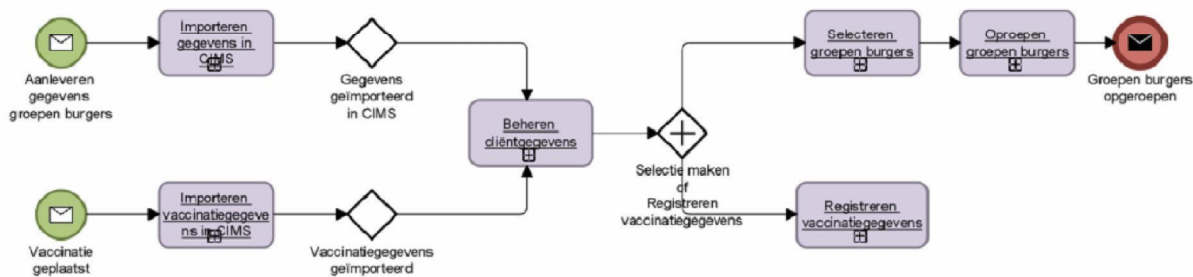 Importeren
gegevens in
CIMS
Aanleveren
gegevens
groepen burgers
Gegevens
geïmporteerd
in CIMS
Selecteren
groepen burgers
Oproepen
groepen burgers
Groepen burgers
opgeroepen
Beheren
cliëntgegevens
Selectie maken
of
Registreren
vaccinatiegegevens
Importeren
vaccinatiegegeve
ns in CIMS
Vaccinatie
geplaatst
Vaccinatiegegevens
geïmporteerd
Registreren
vaccinatiegegevens